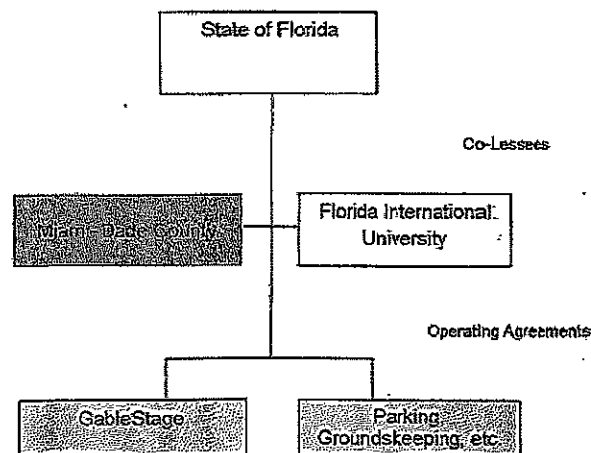 State of Florida
Co-Lessees
Miami - Dade County
Florida International
University
Operating Agreements
GableStage
Parking
Groundskeeping, etc